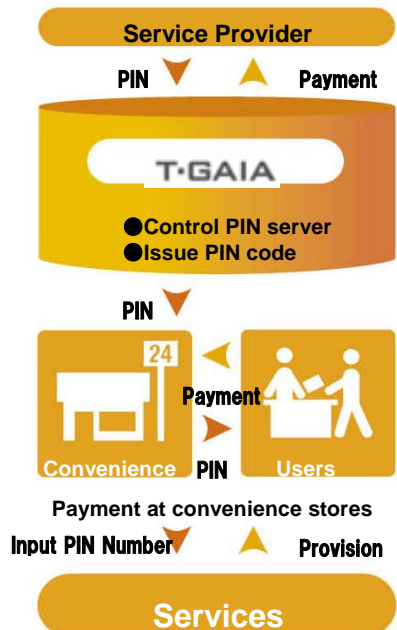 Service Provider
PIN
Payment
T·GAIA
●Control PIN server
●Issue PIN code
PIN
24
Payment
Convenience
PIN
Users
Payment at convenience stores
Input PIN Number
Provision
Services